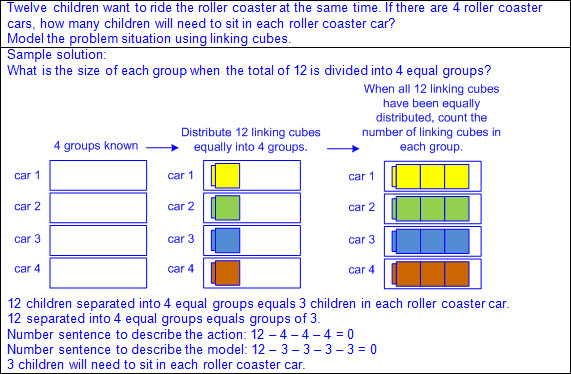 Twelve children want to ride the roller coaster at the same time. If there are 4 roller coaster
cars, how many children will need to sit in each roller coaster car?
Model the problem situation using linking cubes.
Sample solution:
What is the size of each group when the total of 12 is divided into 4 equal groups?
4 groups known
Distribute 12 linking cubes
equally into 4 groups.
When all 12 linking cubes
have been equally
distributed, count the
number of linking cubes in
each group.
car 1
car 2
car 3
car 4
car 1
car 2
car 3
car 4
car 1
car 2
car 3
car 4
12 children separated into 4 equal groups equals 3 children in each roller coaster car.
12 separated into 4 equal groups equals groups of 3.
Number sentence to describe the action: 12 – 4 – 4 – 4 = 0
Number sentence to describe the model: 12 – 3 – 3 – 3 – 3 = 0
3 children will need to sit in each roller coaster car.